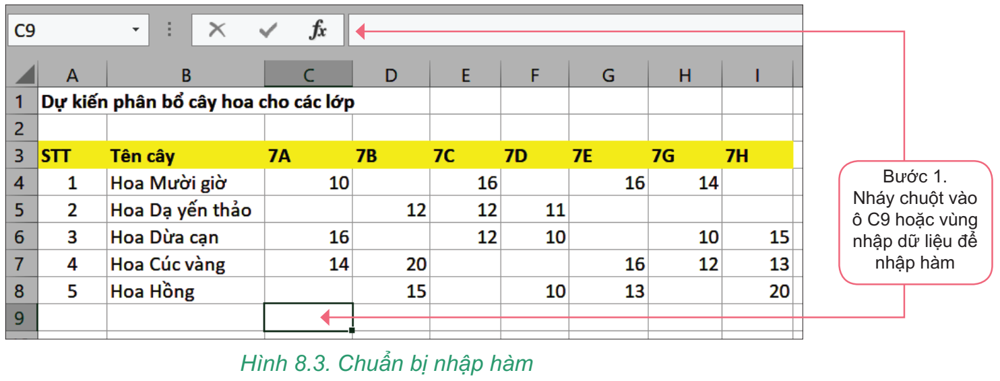 C9 fx
A B C D E F G H I
1 Dự kiến phân bổ cây hoa cho các lớp
2
3 STT Tên cây 7A 7B 7C 7D 7E 7G 7H
4 1 Hoa Mười giờ 10 16 16 14
5 2 Hoa Dạ yến thảo 12 12 11
6 3 Hoa Dừa cạn 16 12 10 10 15
7 4 Hoa Cúc vàng 14 20 16 12 13
8 5 Hoa Hồng 15 10 13 20
9
Bước 1.
Nháy chuột vào
ô C9 hoặc vùng
nhập dữ liệu để
nhập hàm
Hình 8.3. Chuẩn bị nhập hàm